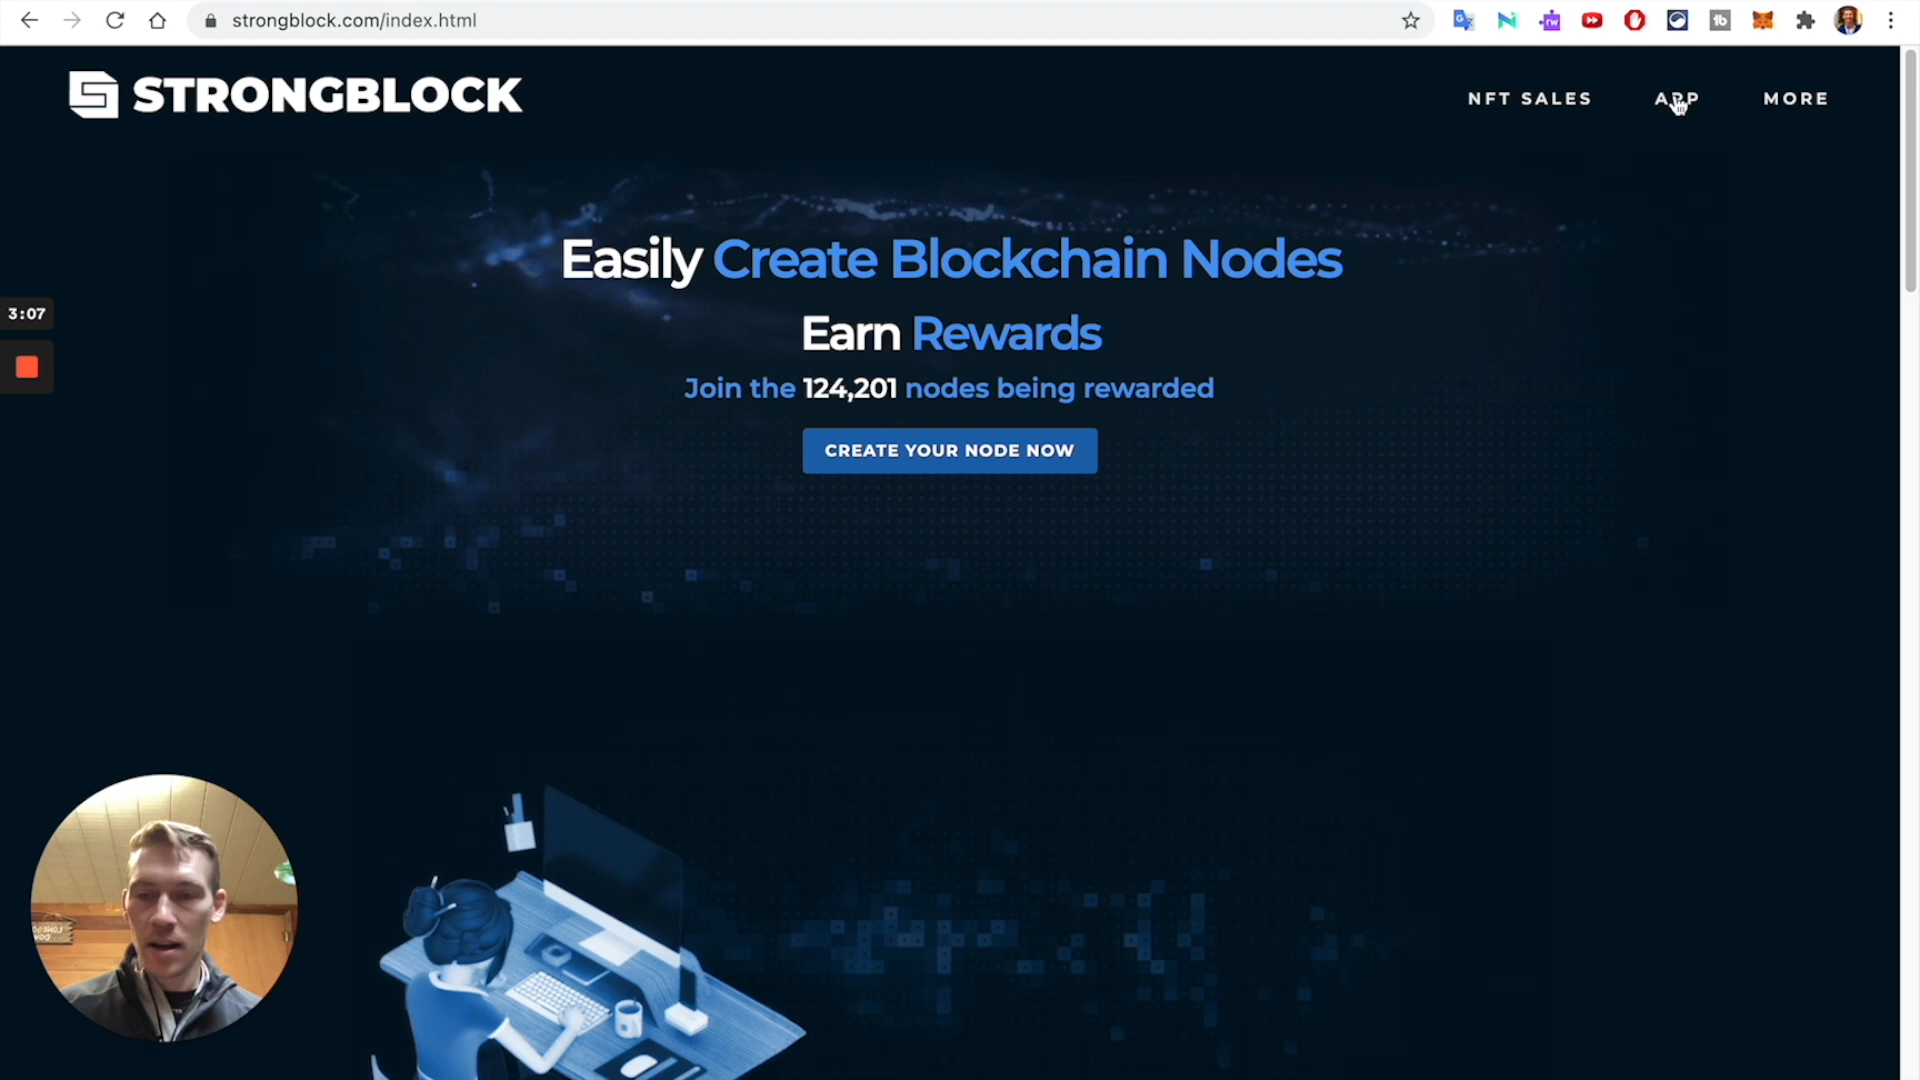 strongblock.com/index.html
STRONGBLOCK
NFT SALES
APP
MORE
Easily Create Blockchain Nodes
Earn Rewards
Join the 124,201 nodes being rewarded
CREATE YOUR NODE NOW
3:07